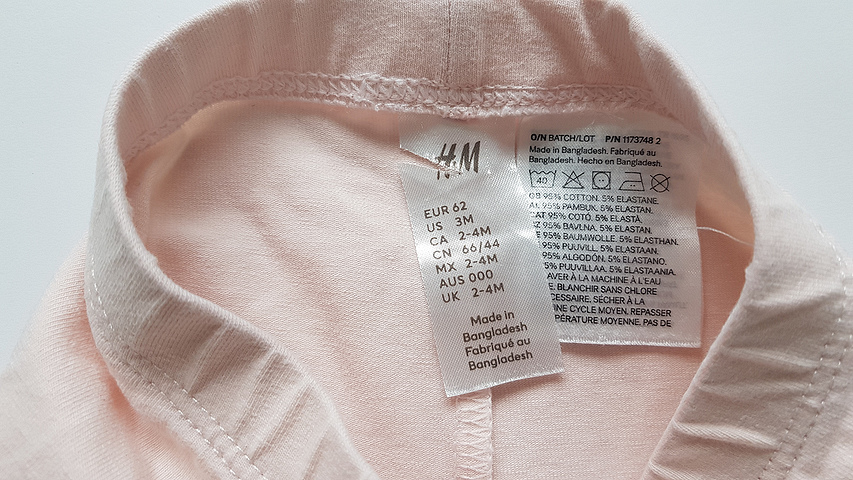 H&M
EUR 62
US 3M
CA 2-4M
CN 66/44
MX 2-4M
AUS 000
UK 2-4M
Made in
Bangladesh
Fabriqué au
Bangladesh
O/N BATCH/LOT P/N 1173748 2
Made in Bangladesh. Fabriqué au
Bangladesh. Hecho en Bangladesh.
40
GB 95% COTTON. 5% ELASTANE.
95% PAMBUK. 5% ELASTAN.
CAT 95% COTÓ. 5% ELASTÀ.
95% BAVLNA. 5% ELASTAN.
95% BAUMWOLLE. 5% ELASTHAN.
95% PUUVILL. 5% ELASTAAN.
95% ALGODÓN. 5% ELASTANO.
95% PUUVILLAA. 5% ELASTAANIA.
À LA MACHINE À L'EAU
BLANCHIR SANS CHLORE
SÉCHER À LA
CYCLE MOYEN. REPASSER
MOYENNE. PAS DE